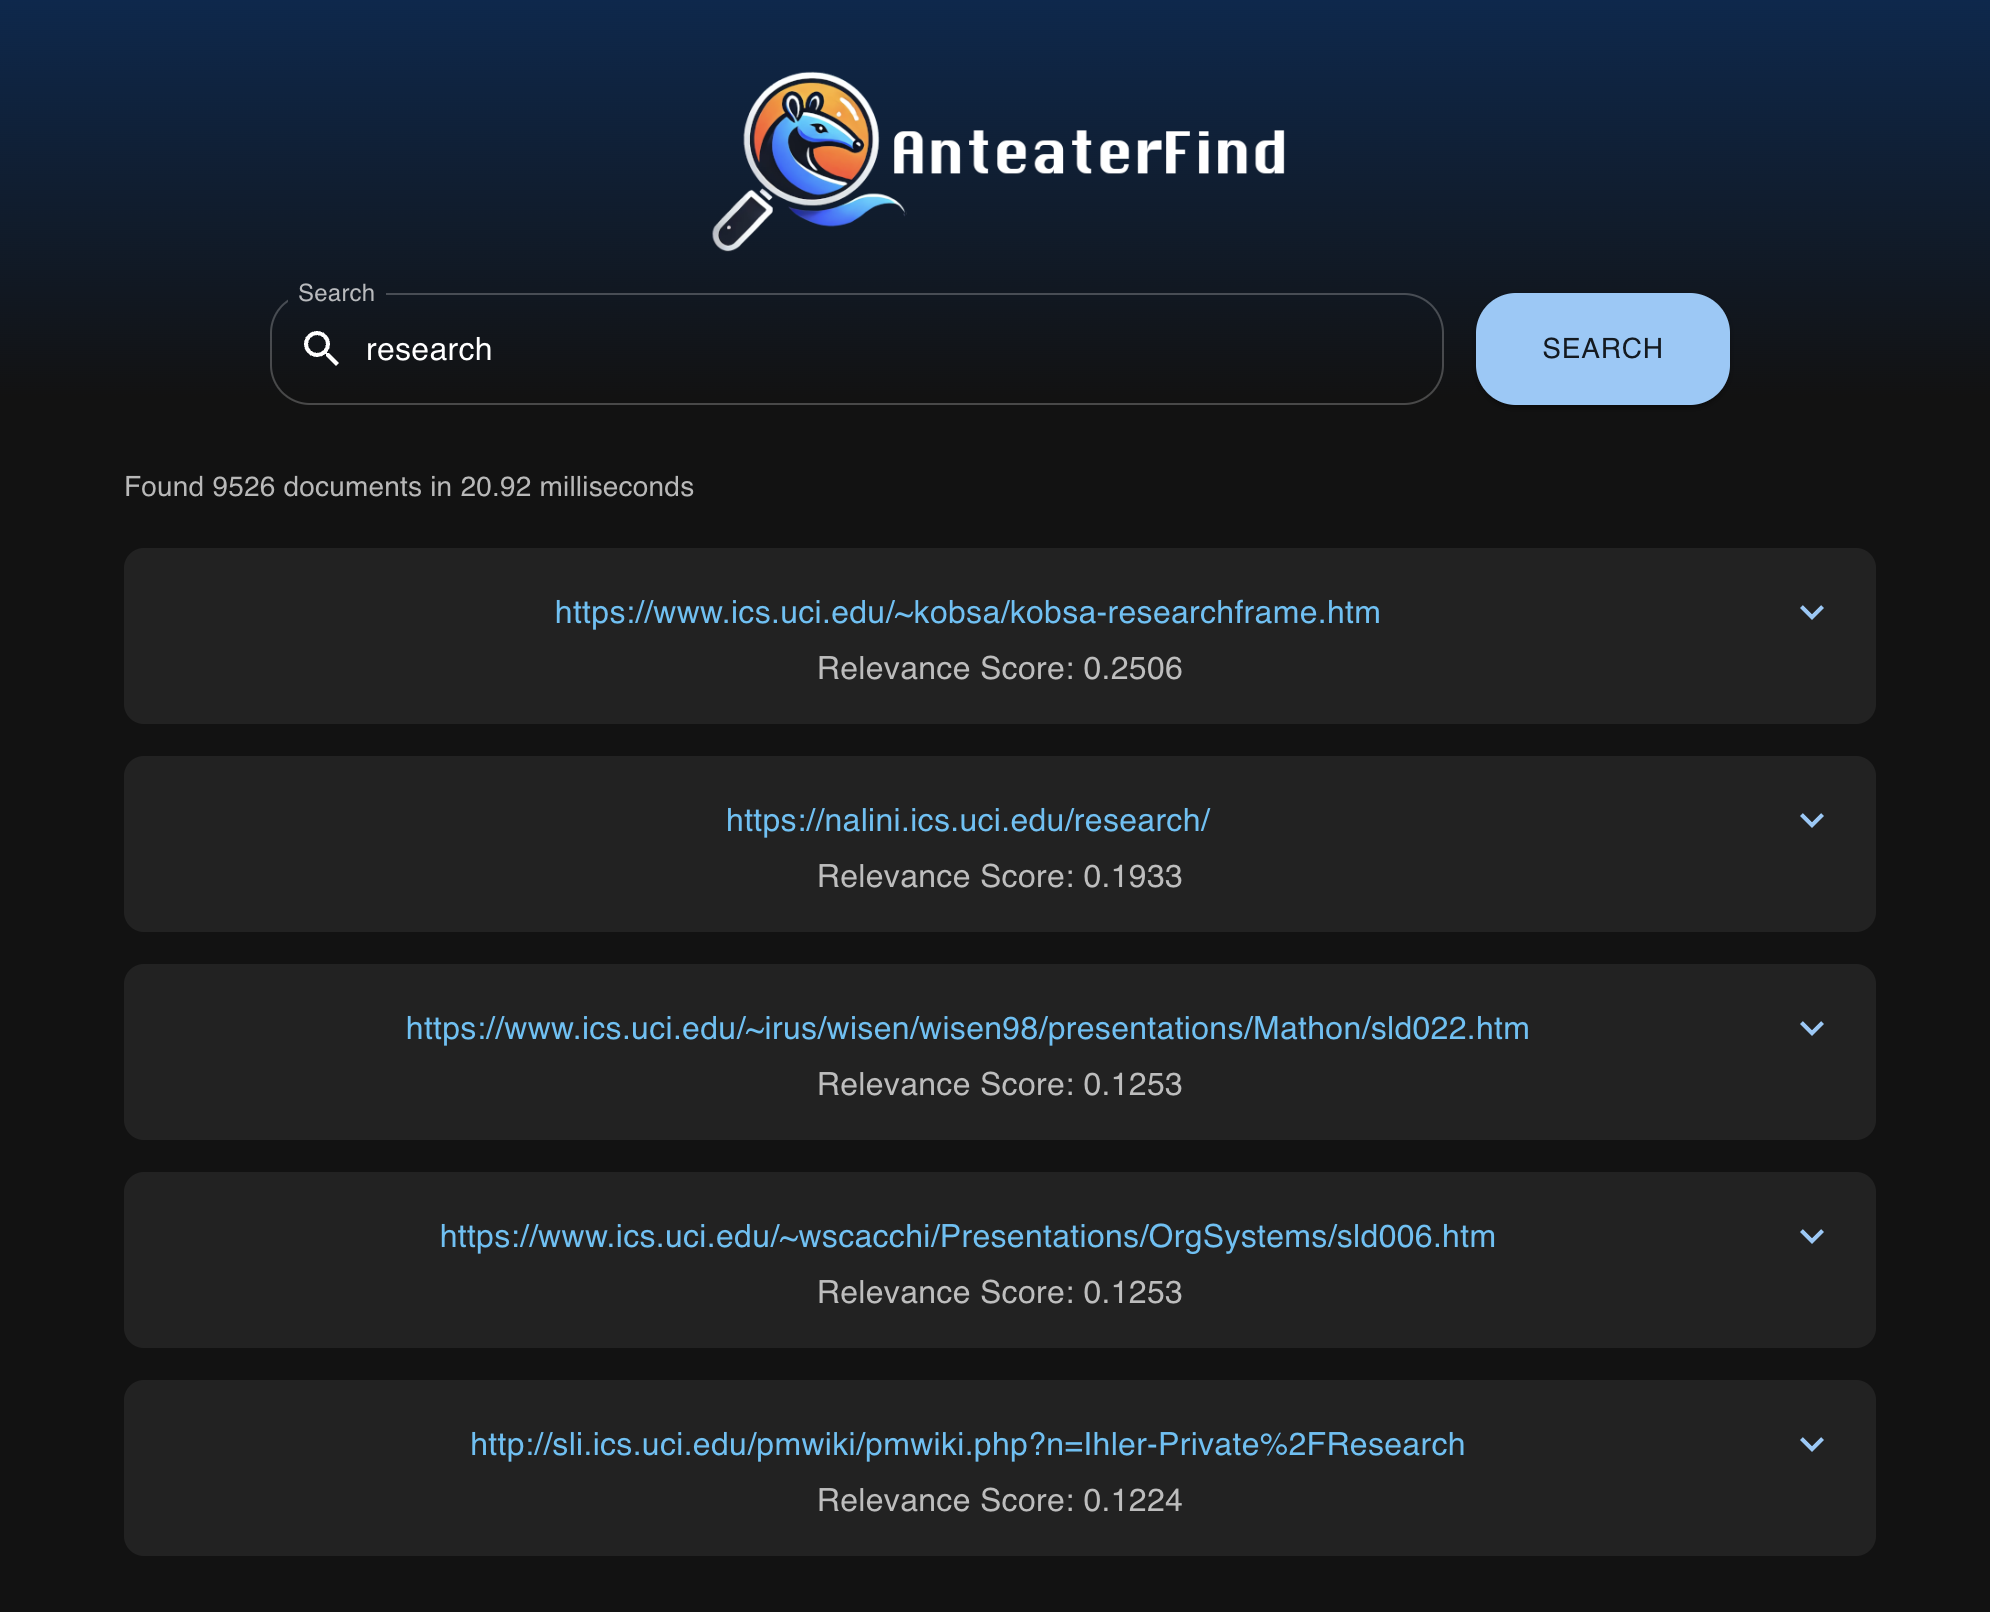 AnteaterFind
Search
research
SEARCH
Found 9526 documents in 20.92 milliseconds
https://www.ics.uci.edu/~kobsa/kobsa-researchframe.htm
Relevance Score: 0.2506
https://nalini.ics.uci.edu/research/
Relevance Score: 0.1933
https://www.ics.uci.edu/~irus/wisen/wisen98/presentations/Mathon/sld022.htm
Relevance Score: 0.1253
https://www.ics.uci.edu/~wscacchi/Presentations/OrgSystems/sld006.htm
Relevance Score: 0.1253
http://sli.ics.uci.edu/pmwiki/pmwiki.php?n=Ihler-Private%2FResearch
Relevance Score: 0.1224